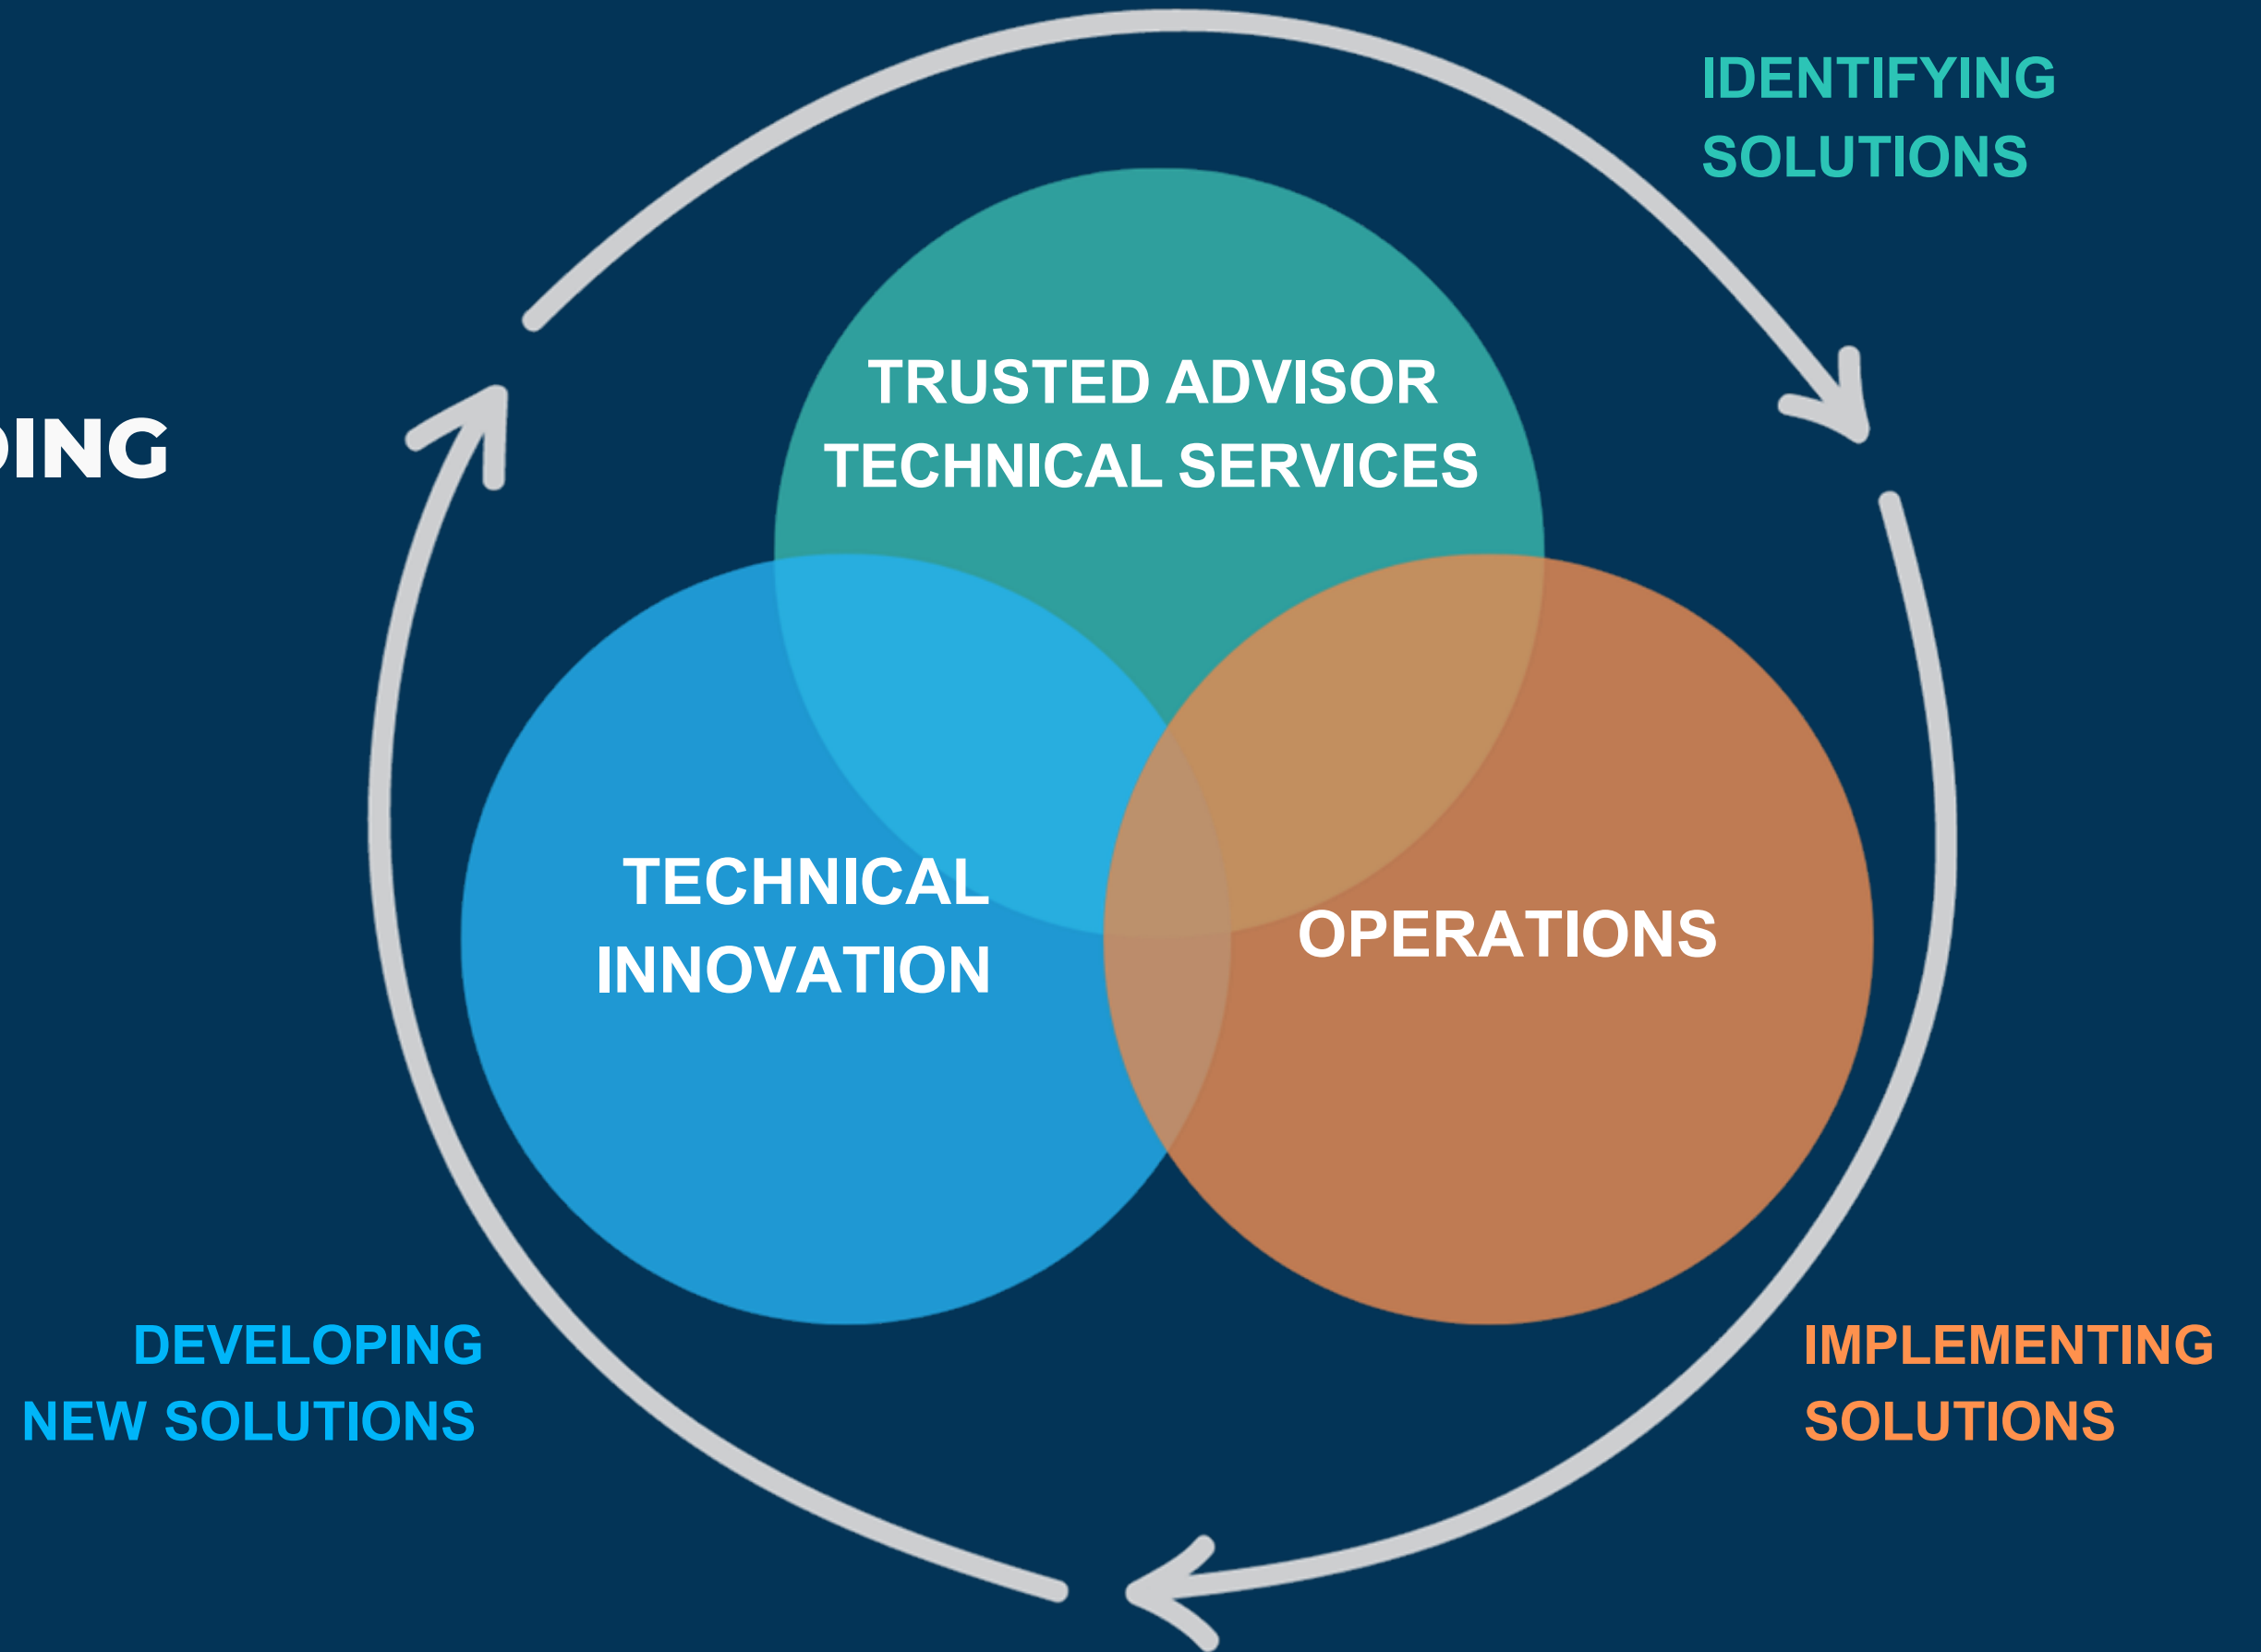 IDENTIFYING
SOLUTIONS
TRUSTED ADVISOR
TECHNICAL SERVICES
TECHNICAL
INNOVATION
OPERATIONS
DEVELOPING
NEW SOLUTIONS
IMPLEMENTING
SOLUTIONS